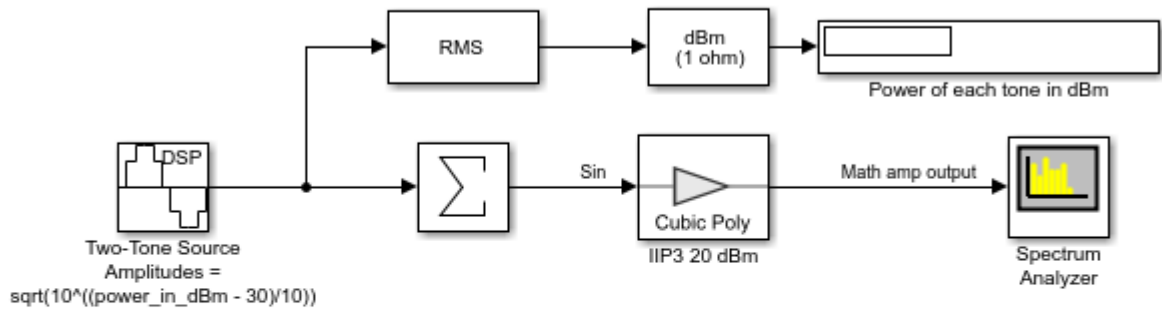 RMS
dBm
(1 ohm)
Power of each tone in dBm
DSP
Two-Tone Source
Amplitudes =
sqrt(10^((power_in_dBm - 30)/10))
Sin
Cubic Poly
IIP3 20 dBm
Math amp output
Spectrum
Analyzer